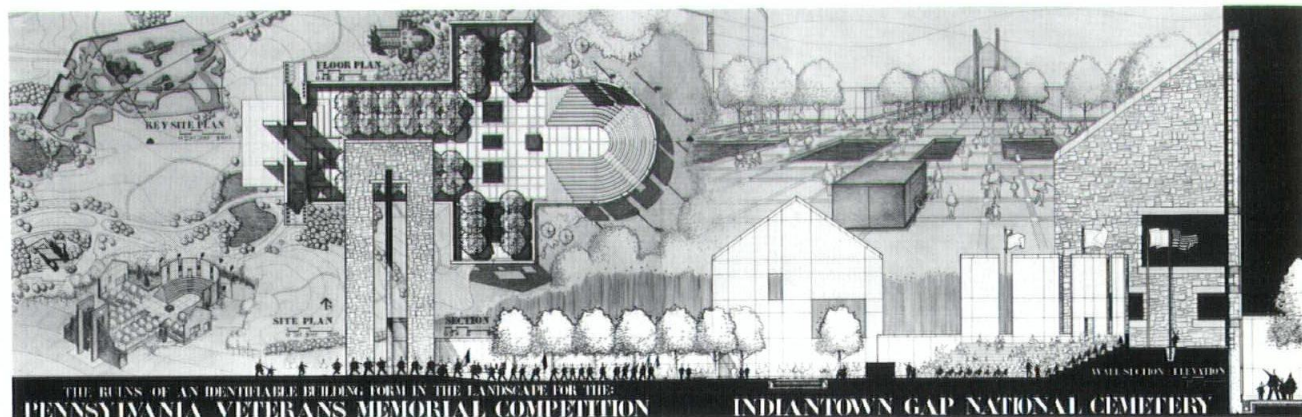 FLOOR PLAN
KEY SITE PLAN
SITE PLAN
SECTION
WALL SECTION / ELEVATION
THE RUINS OF AN IDENTIFIABLE BUILDING FORM IN THE LANDSCAPE FOR THE:
PENNSYLVANIA VETERANS MEMORIAL COMPETITION INDIANTOWN GAP NATIONAL CEMETERY